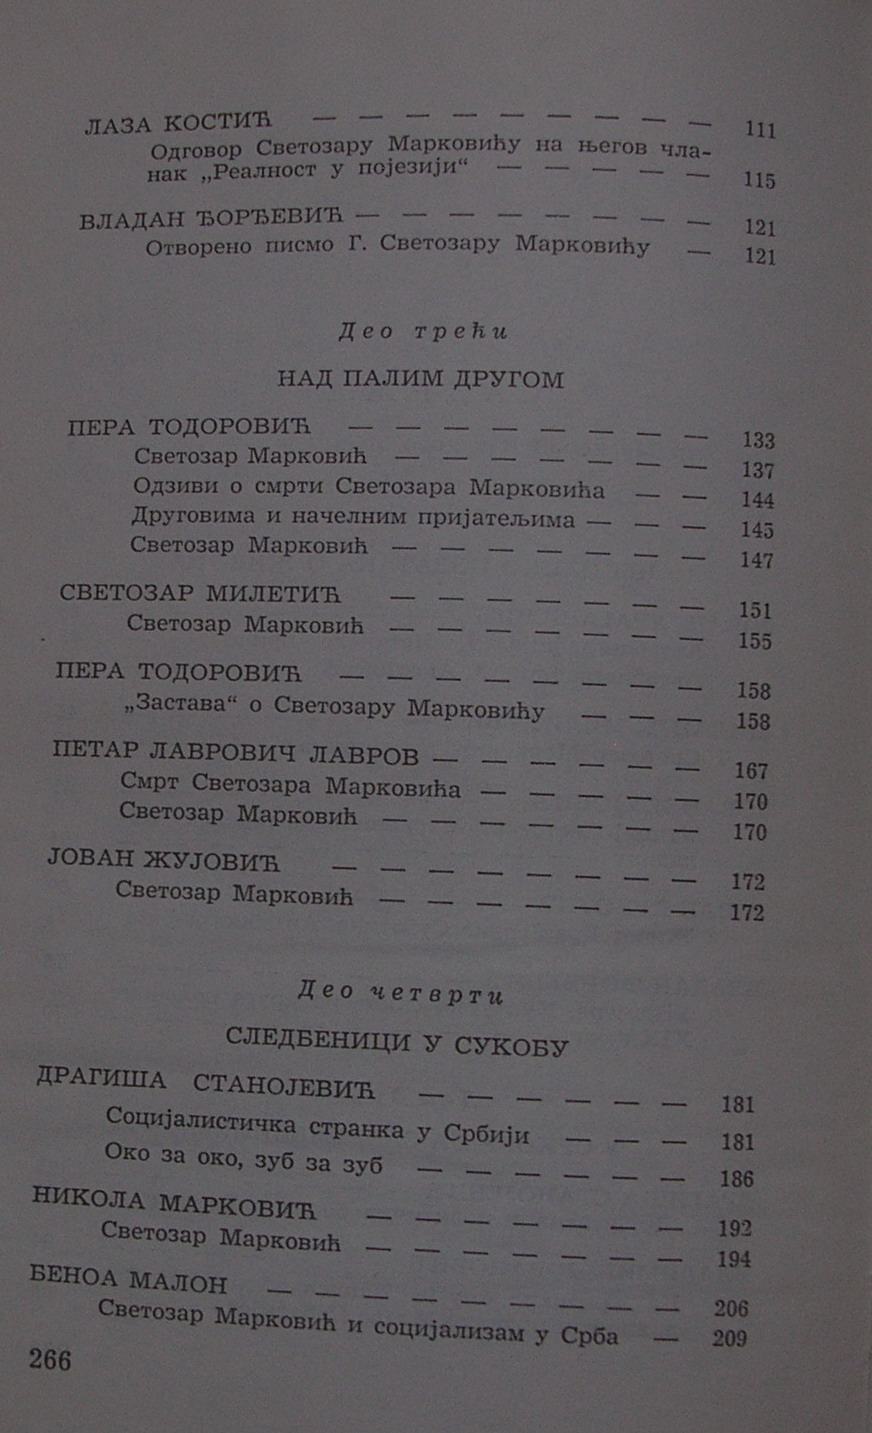 ЛАЗА КОСТИЋ — — — — — — — — — 111
Одговор Светозару Марковићу на његов чла-
нак „Реалност у појезији“ — — — — — 115
ВЛАДАН ЂОРЂЕВИЋ — — — — — — — — 121
Отворено писмо Г. Светозару Марковићу — 121
Део трећи
НАД ПАЛИМ ДРУГОМ
ПЕРА ТОДОРОВИЋ — — — — — — — — 133
Светозар Марковић — — — — — — — 137
Одзиви о смрти Светозара Марковића — — 144
Друговима и начелним пријатељима — — — 145
Светозар Марковић — — — — — — — 147
СВЕТОЗАР МИЛЕТИЋ — — — — — — — 151
Светозар Марковић — — — — — — — 155
ПЕРА ТОДОРОВИЋ — — — — — — — — 158
„Застава“ о Светозару Марковићу — — — 158
ПЕТАР ЛАВРОВИЧ ЛАВРОВ — — — — — — 167
Смрт Светозара Марковића — — — — — 170
Светозар Марковић — — — — — — — 170
ЈОВАН ЖУЈОВИЋ — — — — — — — — 172
Светозар Марковић — — — — — — — 172
Део четврти
СЛЕДБЕНИЦИ У СУКОБУ
ДРАГИША СТАНОЈЕВИЋ — — — — — — 181
Социјалистичка странка у Србији — — — 181
Око за око, зуб за зуб — — — — — — 186
НИКОЛА МАРКОВИЋ — — — — — — — 192
Светозар Марковић — — — — — — — 194
БЕНОА МАЛОН — — — — — — — — — 206
Светозар Марковић и социјализам у Срба — 209
266